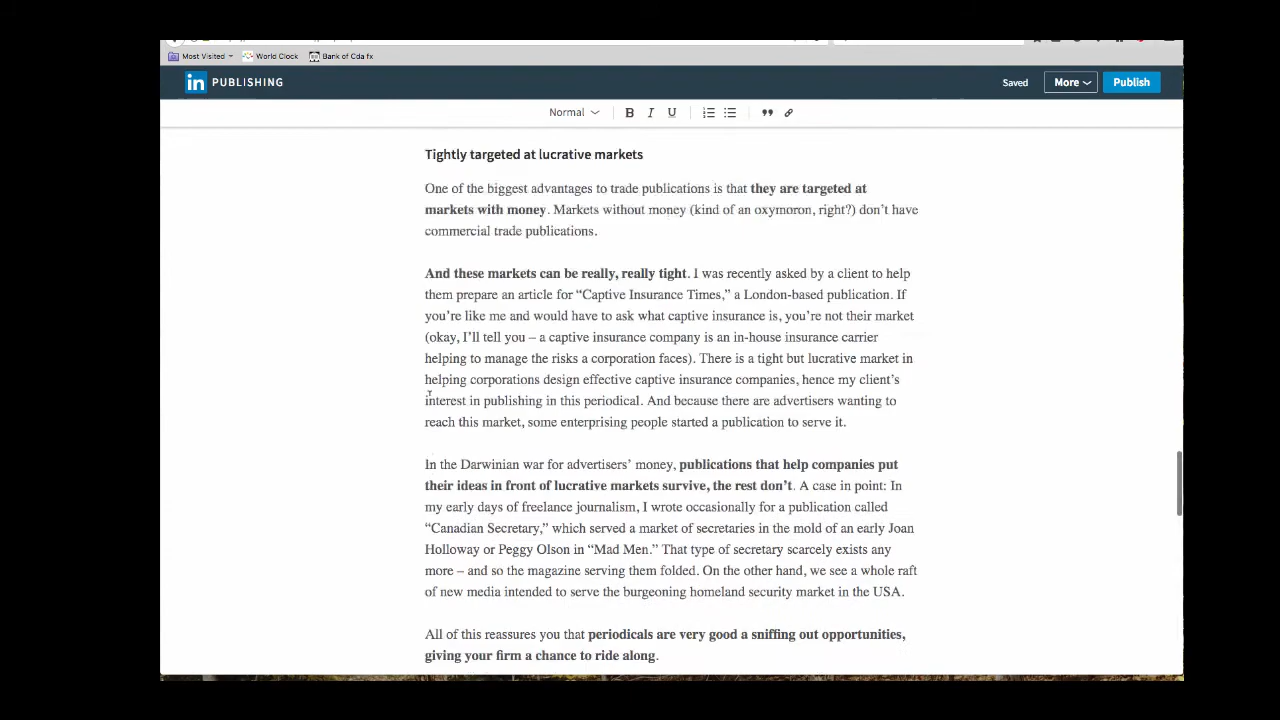 Most Visited
World Clock
Bank of Cda fx
in PUBLISHING
Saved
More
Publish
Normal
B I U
Tightly targeted at lucrative markets
One of the biggest advantages to trade publications is that they are targeted at
markets with money. Markets without money (kind of an oxymoron, right?) don’t have
commercial trade publications.
And these markets can be really, really tight. I was recently asked by a client to help
them prepare an article for “Captive Insurance Times,” a London-based publication. If
you’re like me and would have to ask what captive insurance is, you’re not their market
(okay, I’ll tell you – a captive insurance company is an in-house insurance carrier
helping to manage the risks a corporation faces). There is a tight but lucrative market in
helping corporations design effective captive insurance companies, hence my client’s
interest in publishing in this periodical. And because there are advertisers wanting to
reach this market, some enterprising people started a publication to serve it.
In the Darwinian war for advertisers’ money, publications that help companies put
their ideas in front of lucrative markets survive, the rest don’t. A case in point: In
my early days of freelance journalism, I wrote occasionally for a publication called
“Canadian Secretary,” which served a market of secretaries in the mold of an early Joan
Holloway or Peggy Olson in “Mad Men.” That type of secretary scarcely exists any
more – and so the magazine serving them folded. On the other hand, we see a whole raft
of new media intended to serve the burgeoning homeland security market in the USA.
All of this reassures you that periodicals are very good a sniffing out opportunities,
giving your firm a chance to ride along.